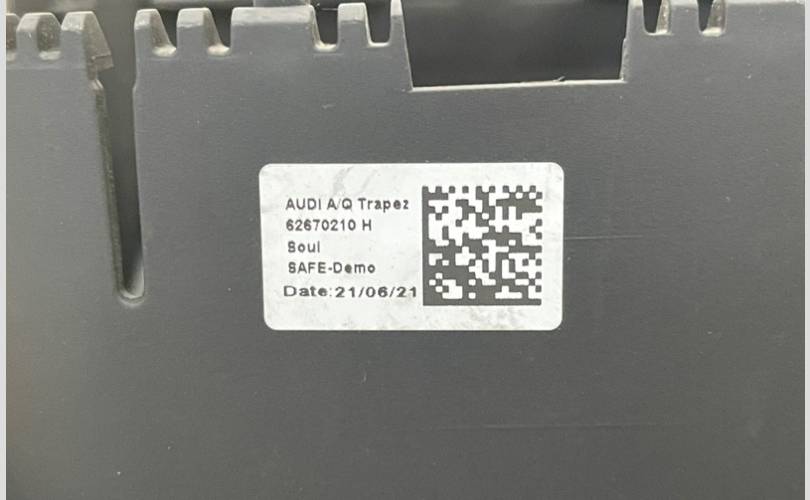 AUDI A/Q Trapez
62670210 H
Soul
SAFE-Demo
Date:21/06/21